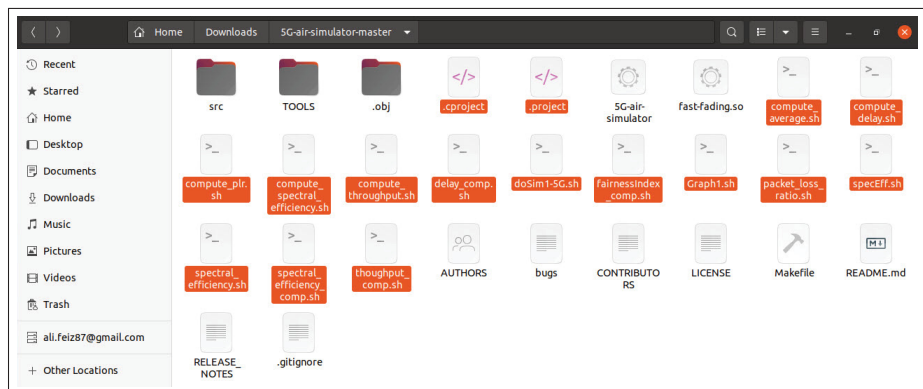 Home Downloads 5G-air-simulator-master
Recent
Starred
Home
Desktop
Documents
Downloads
Music
Pictures
Videos
Trash
ali.feiz87@gmail.com
+ Other Locations
src
TOOLS
.obj
</>
.cproject
</>
.project
5G-air-
simulator
fast-fading.so
>_
compute_
average.sh
>_
compute_
delay.sh
>_
compute_plr.
sh
>_
compute_
spectral_
efficiency.sh
>_
compute_
throughput.sh
>_
delay_comp.
sh
>_
doSim1-5G.sh
>_
fairnessIndex
_comp.sh
>_
Graph1.sh
>_
packet_loss_
ratio.sh
>_
specEff.sh
>_
spectral_
efficiency.sh
>_
spectral_
efficiency_
comp.sh
>_
thoughput_
comp.sh
AUTHORS
bugs
CONTRIBUTO
RS
LICENSE
Makefile
M↓
README.md
RELEASE_
NOTES
.gitignore